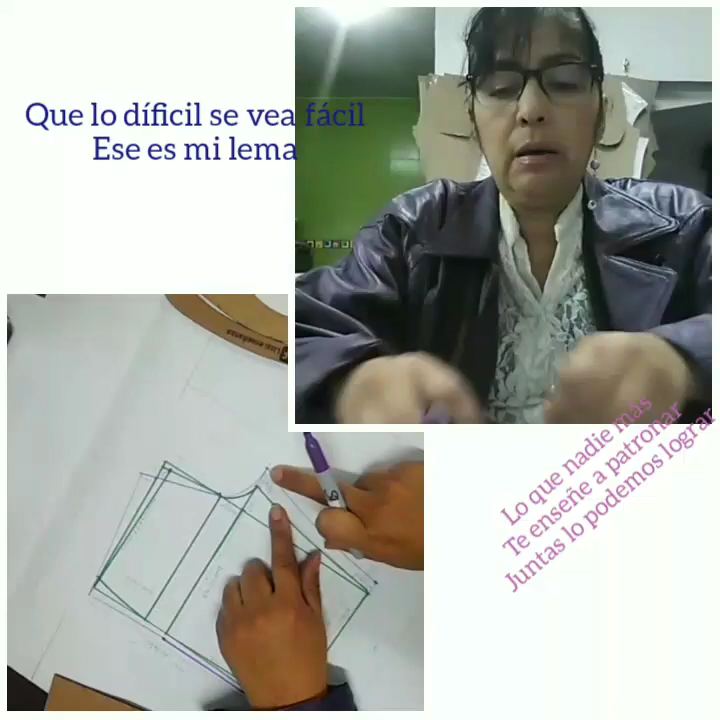 Que lo díficil se vea fácil
Ese es mi lema
Lo que nadie más
Te enseñe a patronar
Juntas lo podemos lograr